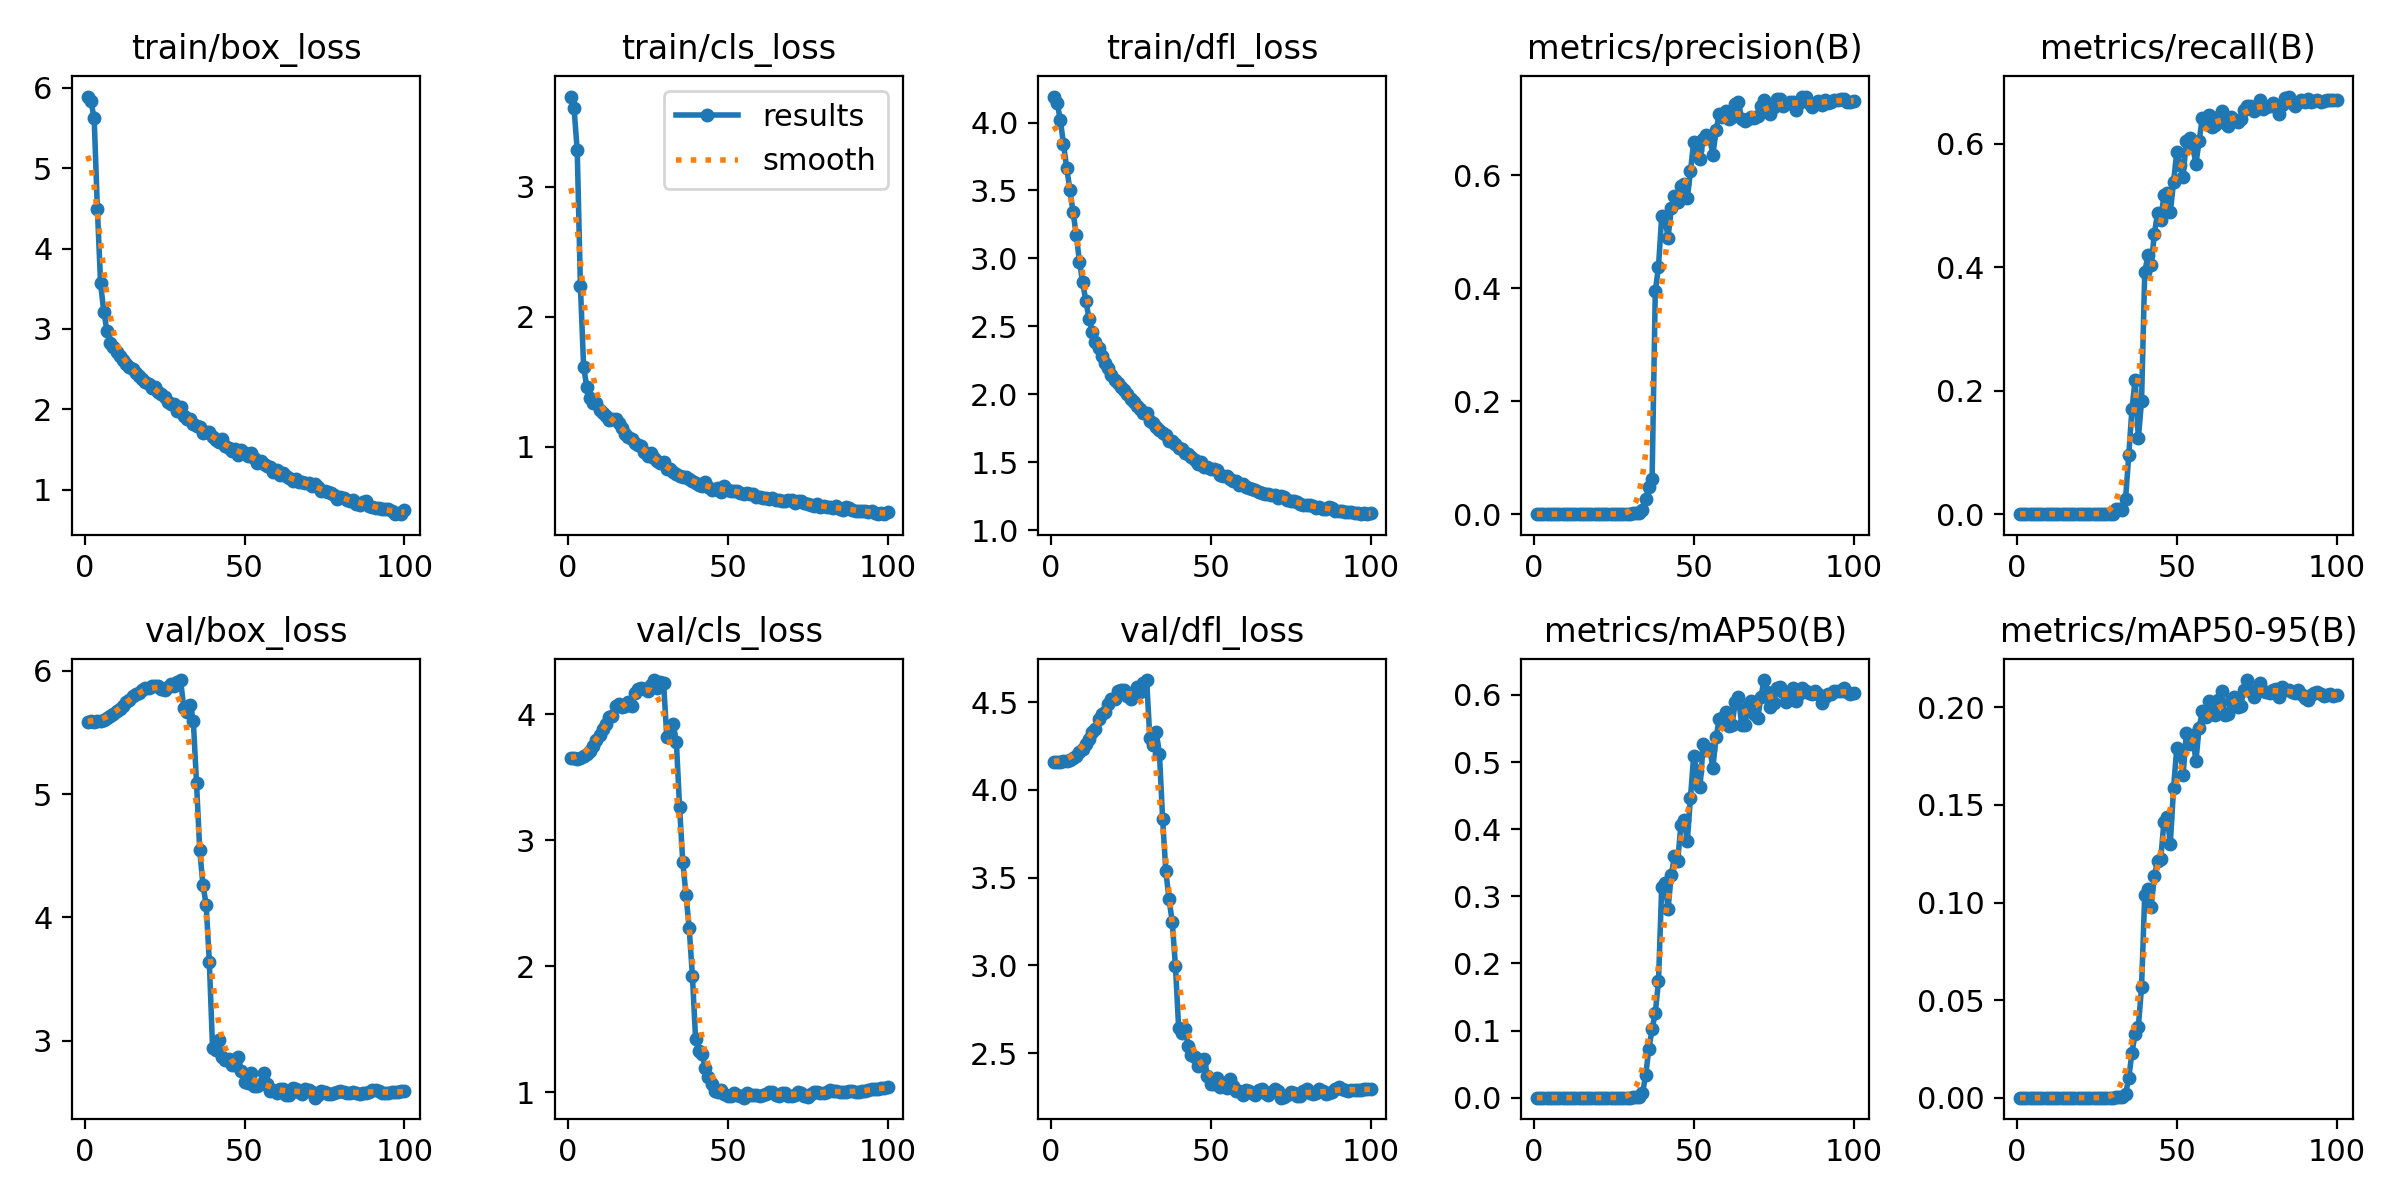 train/box_loss
6
5
4
3
2
1
0 50 100
train/cls_loss
results
smooth
3
2
1
0 50 100
train/dfl_loss
4.0
3.5
3.0
2.5
2.0
1.5
1.0
0 50 100
metrics/precision(B)
0.6
0.4
0.2
0.0
0 50 100
metrics/recall(B)
0.6
0.4
0.2
0.0
0 50 100
val/box_loss
6
5
4
3
0 50 100
val/cls_loss
4
3
2
1
0 50 100
val/dfl_loss
4.5
4.0
3.5
3.0
2.5
0 50 100
metrics/mAP50(B)
0.6
0.5
0.4
0.3
0.2
0.1
0.0
0 50 100
metrics/mAP50-95(B)
0.20
0.15
0.10
0.05
0.00
0 50 100